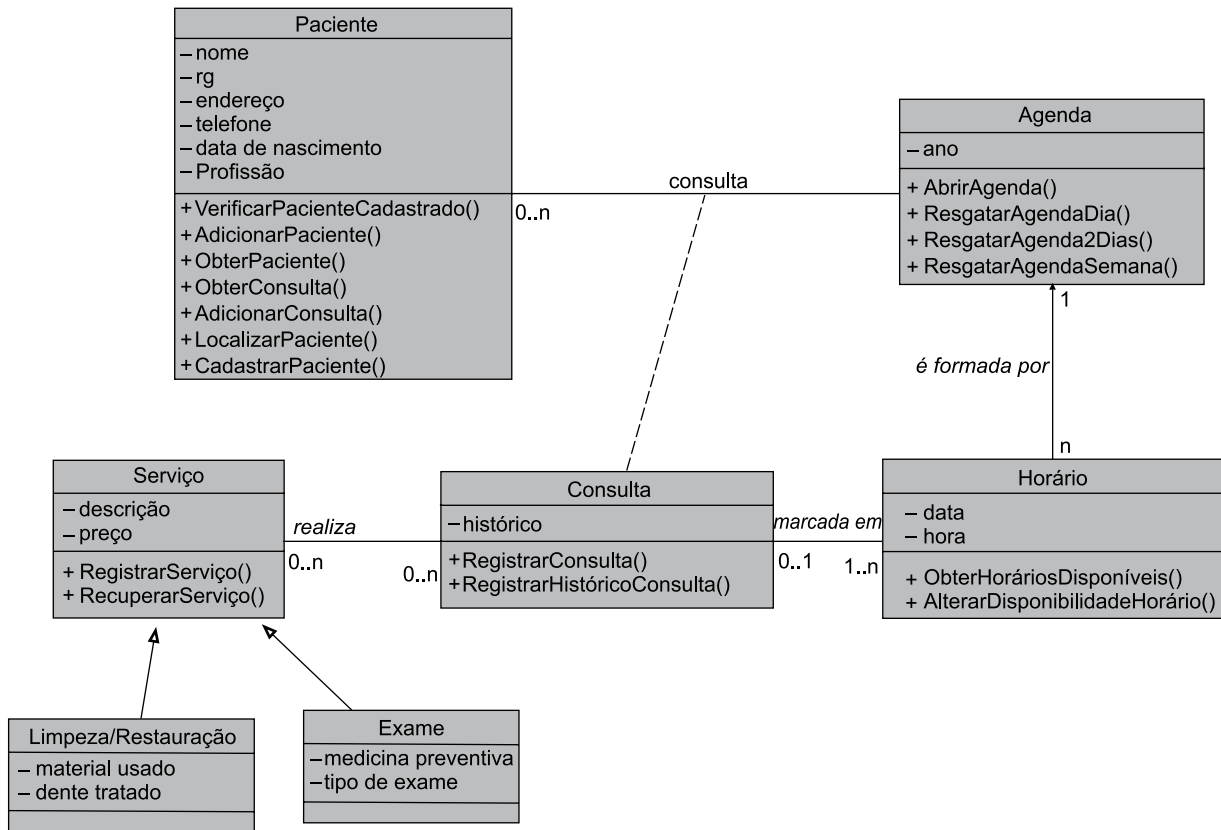 Paciente
– nome
– rg
– endereço
– telefone
– data de nascimento
– Profissão
+ VerificarPacienteCadastrado()
+ AdicionarPaciente()
+ ObterPaciente()
+ ObterConsulta()
+ AdicionarConsulta()
+ LocalizarPaciente()
+ CadastrarPaciente()
0..n
consulta
Agenda
– ano
+ AbrirAgenda()
+ ResgatarAgendaDia()
+ ResgatarAgenda2Dias()
+ ResgatarAgendaSemana()
1
é formada por
n
Serviço
– descrição
– preço
+ RegistrarServiço()
+ RecuperarServiço()
realiza
0..n
0..n
Consulta
– histórico
+ RegistrarConsulta()
+ RegistrarHistóricoConsulta()
marcada em
0..1
1..n
Horário
– data
– hora
+ ObterHoráriosDisponíveis()
+ AlterarDisponibilidadeHorário()
Limpeza/Restauração
– material usado
– dente tratado
Exame
– medicina preventiva
– tipo de exame